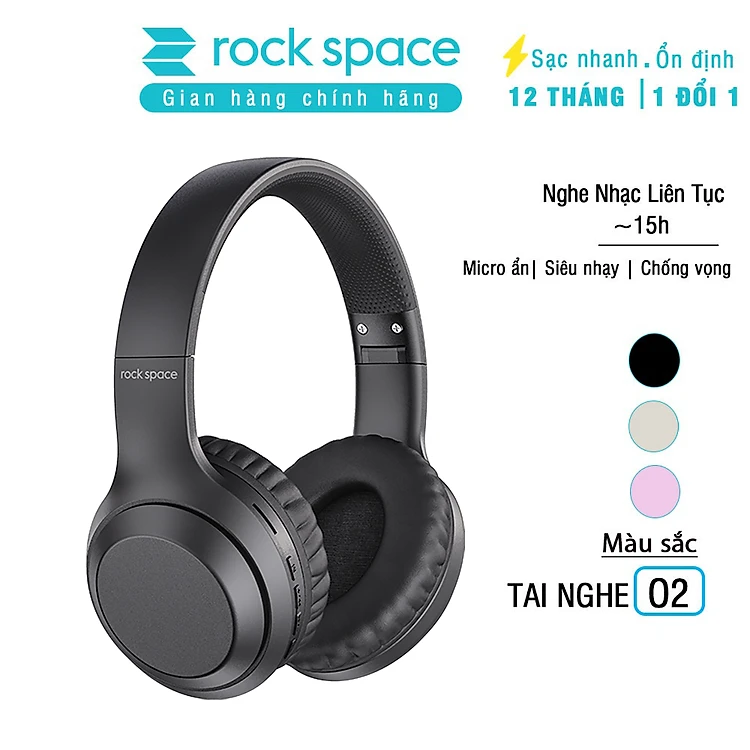 rock space
Gian hàng chính hãng
Sạc nhanh. Ổn định
12 THÁNG | 1 ĐỔI 1
Nghe Nhạc Liên Tục
~15h
Micro ẩn| Siêu nhạy | Chống vọng
rock space
Màu sắc
TAI NGHE 02